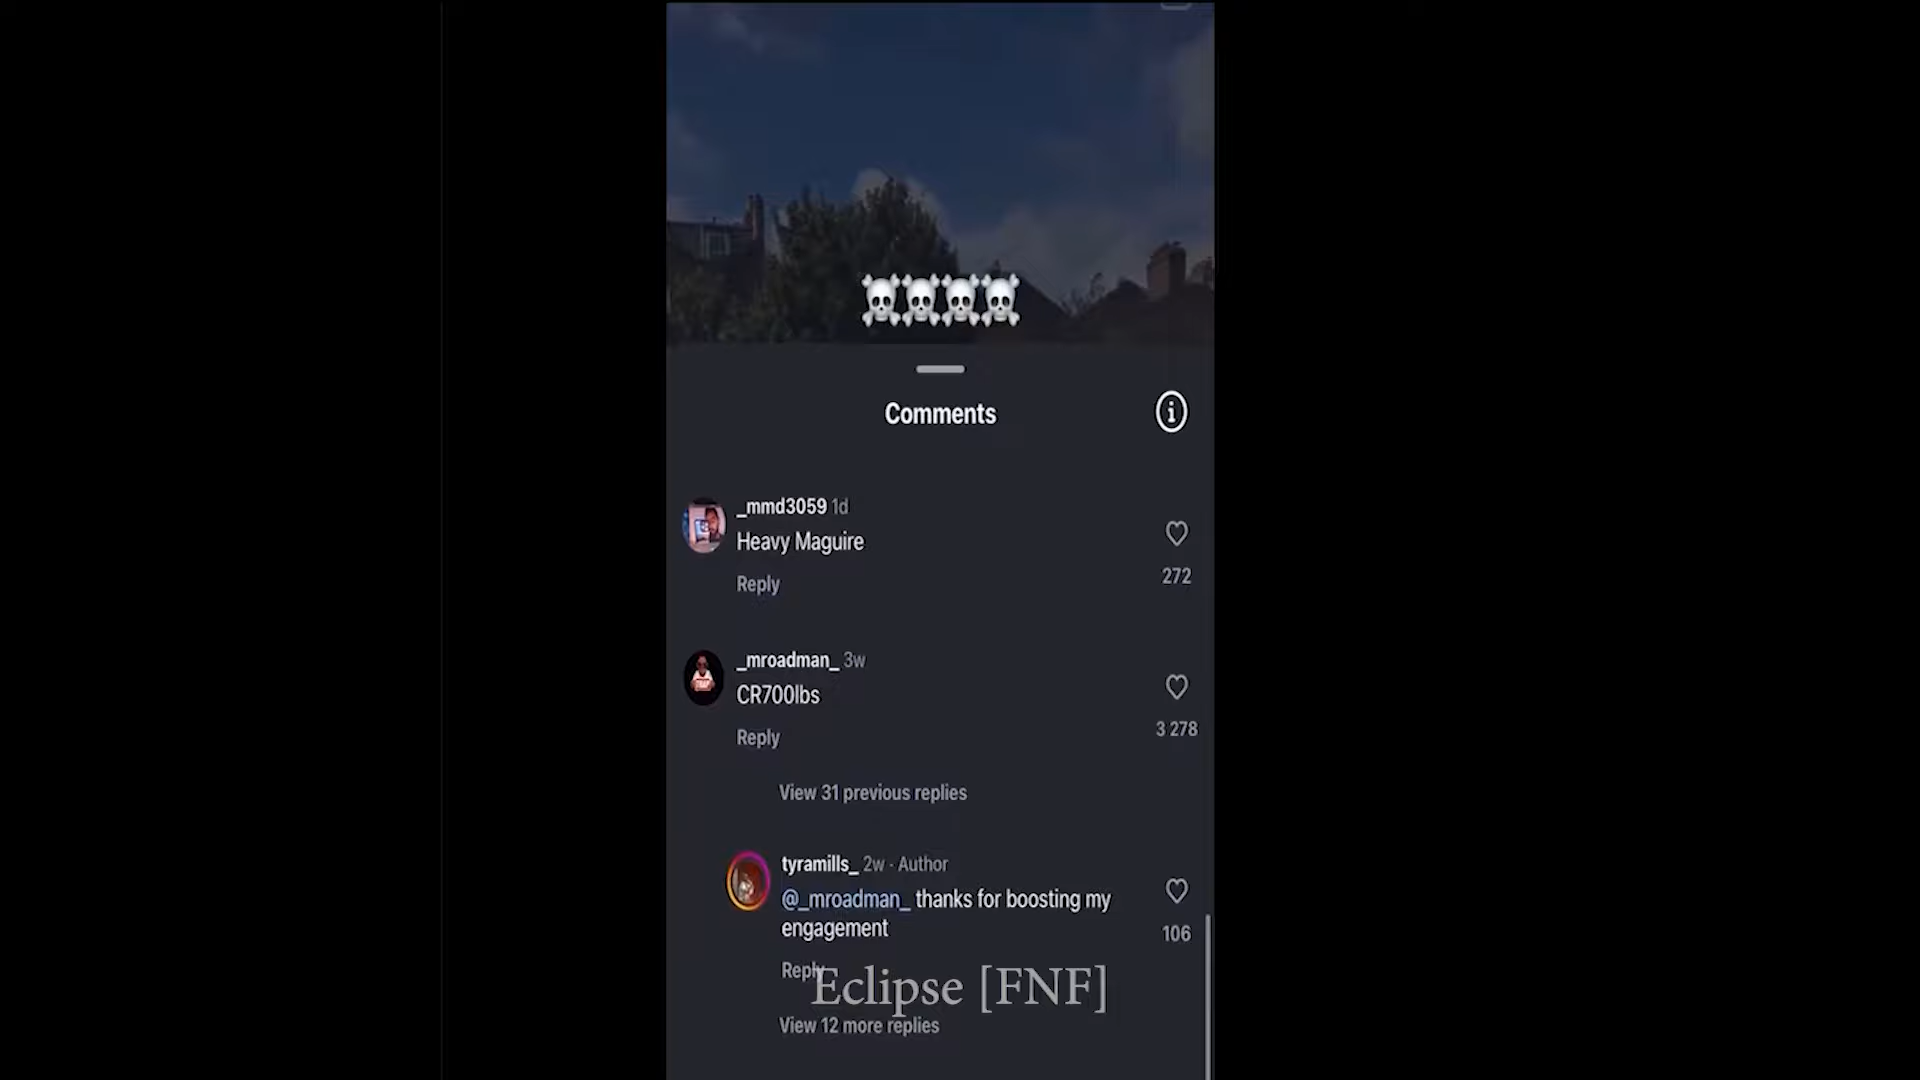 ☠☠☠☠
Comments
_mmd3059 1d
Heavy Maguire
272
Reply
_mroadman_ 3w
CR700lbs
3 278
Reply
View 31 previous replies
tyramills_ 2w · Author
@_mroadman_ thanks for boosting my
engagement
106
Reply
Eclipse [FNF]
View 12 more replies